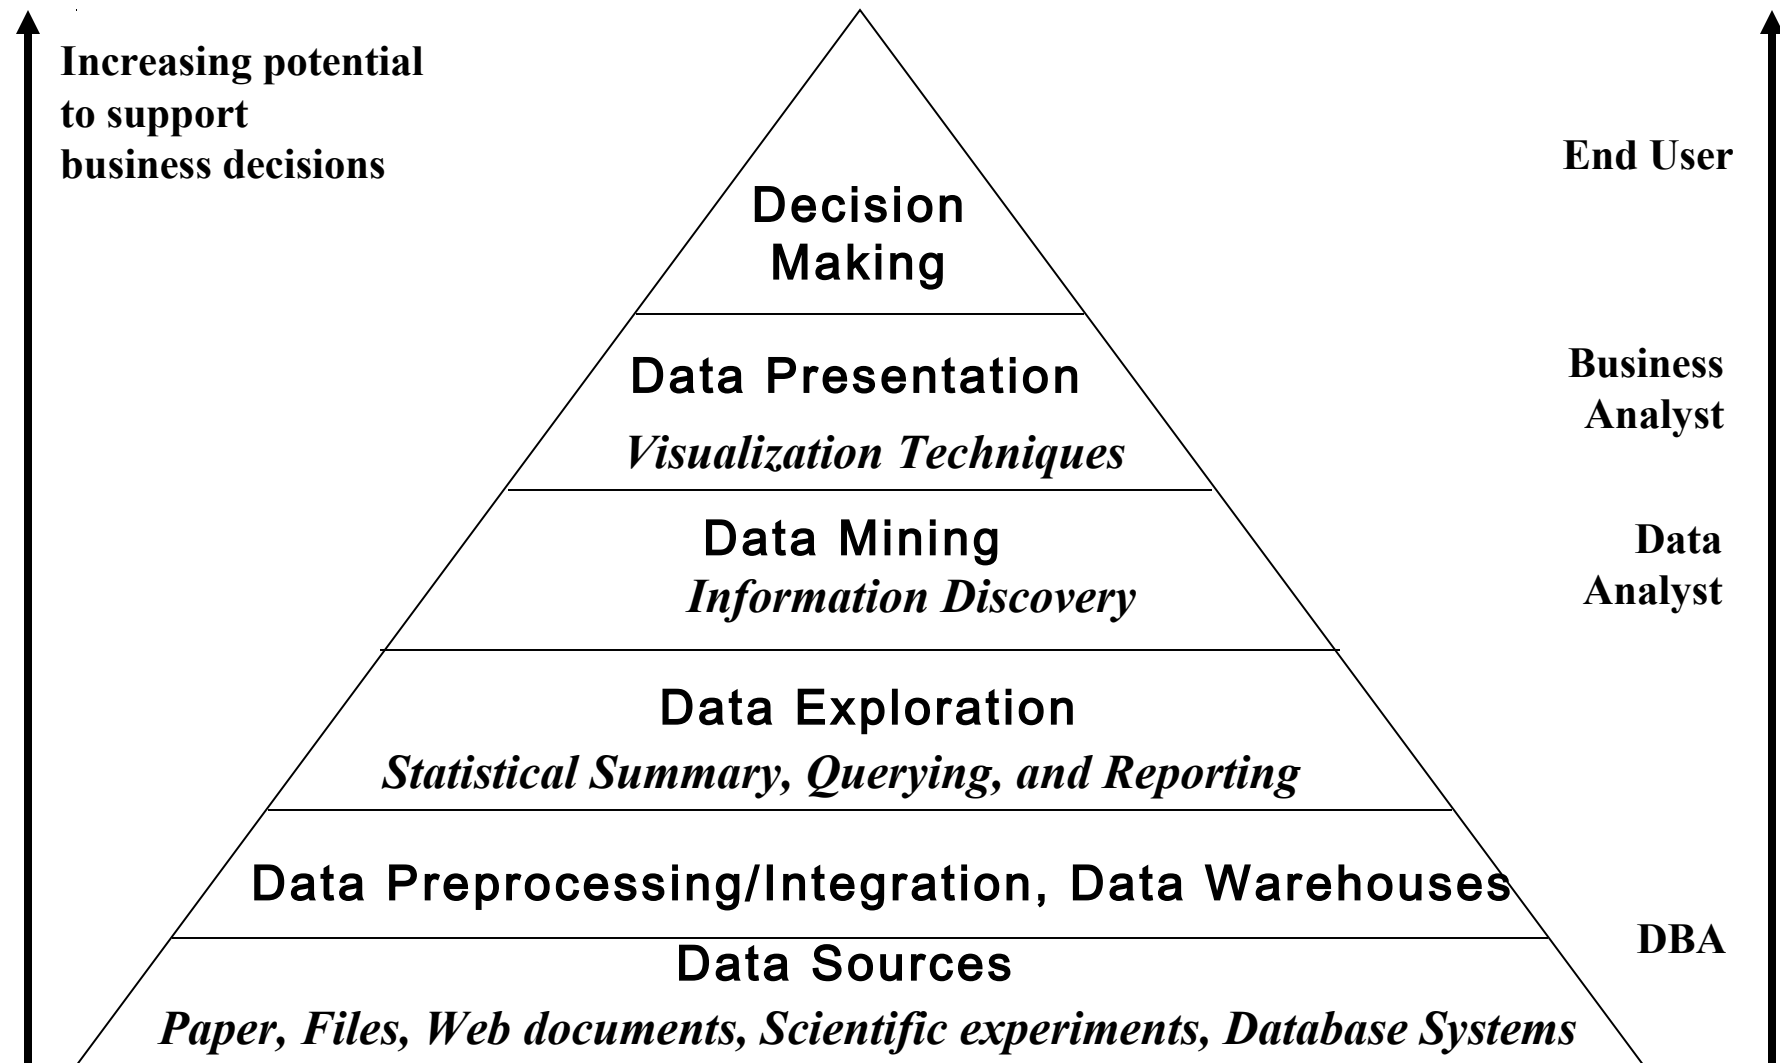 Increasing potential
to support
business decisions
End User
Decision
Making
Data Presentation
Visualization Techniques
Business
Analyst
Data Mining
Information Discovery
Data
Analyst
Data Exploration
Statistical Summary, Querying, and Reporting
Data Preprocessing/Integration, Data Warehouses
DBA
Data Sources
Paper, Files, Web documents, Scientific experiments, Database Systems